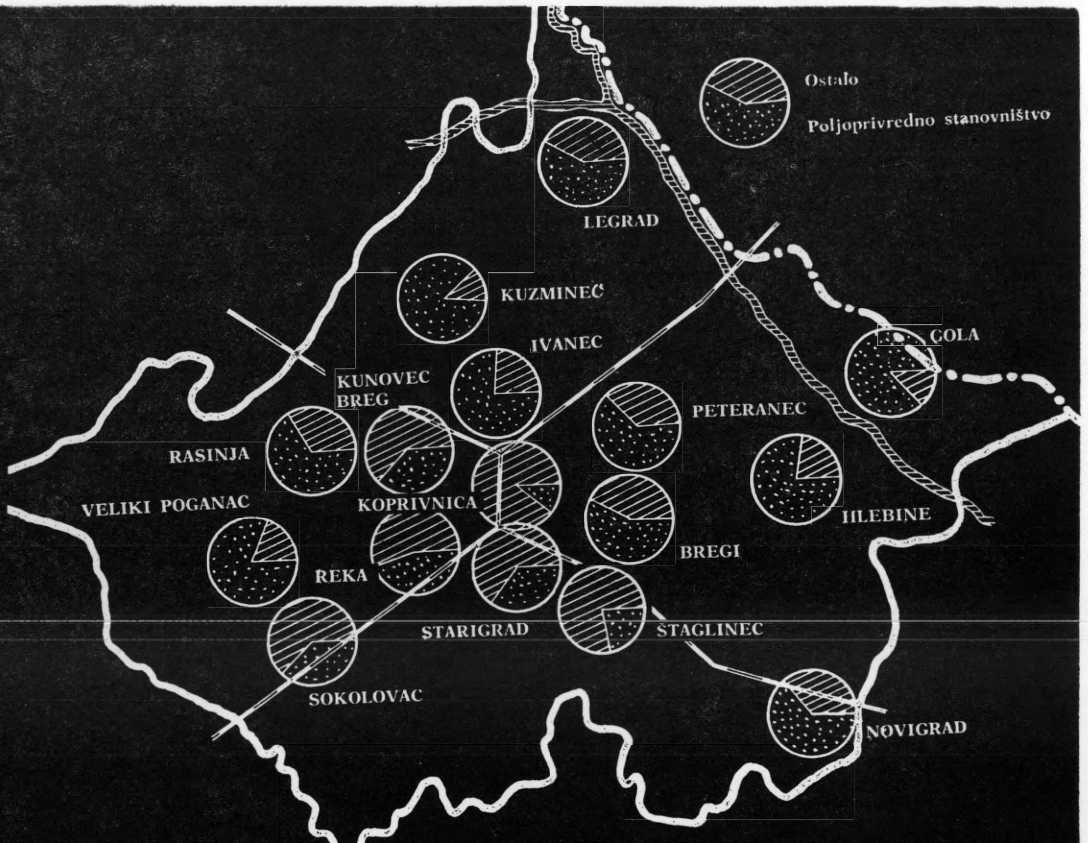 Ostalo
Poljoprivredno stanovništvo
LEGRAD
KUZMINEC
IVANEC
GOLA
KUNOVEC
BREG
PETERANEC
RASINJA
VELIKI POGANAC
KOPRIVNICA
HLEBINE
BREGI
REKA
STARIGRAD
ŠTAGLINEC
SOKOLOVAC
NOVIGRAD